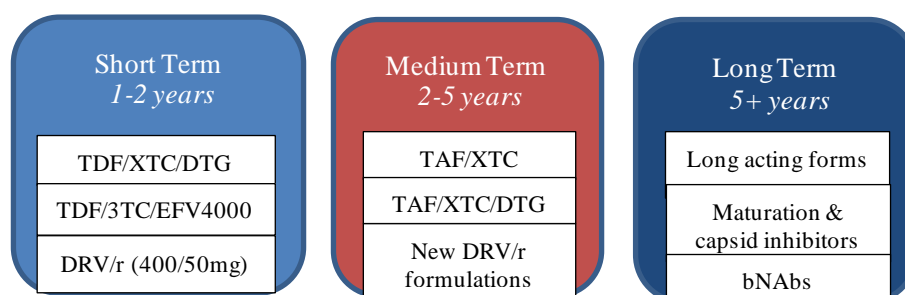 Short Term
1-2 years
TDF/XTC/DTG
TDF/3TC/EFV4000
DRV/r (400/50mg)
Medium Term
2-5 years
TAF/XTC
TAF/XTC/DTG
New DRV/r
formulations
Long Term
5+ years
Long acting forms
Maturation &
capsid inhibitors
bNAbs